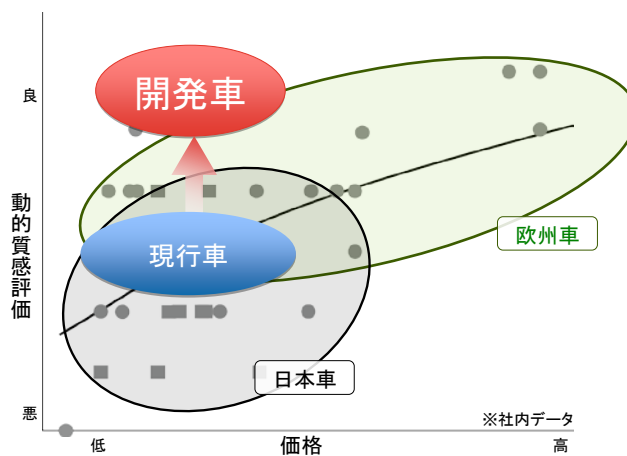 開発車
良
現行車
動的質感評価
欧州車
日本車
悪
※社内データ
低
価格
高